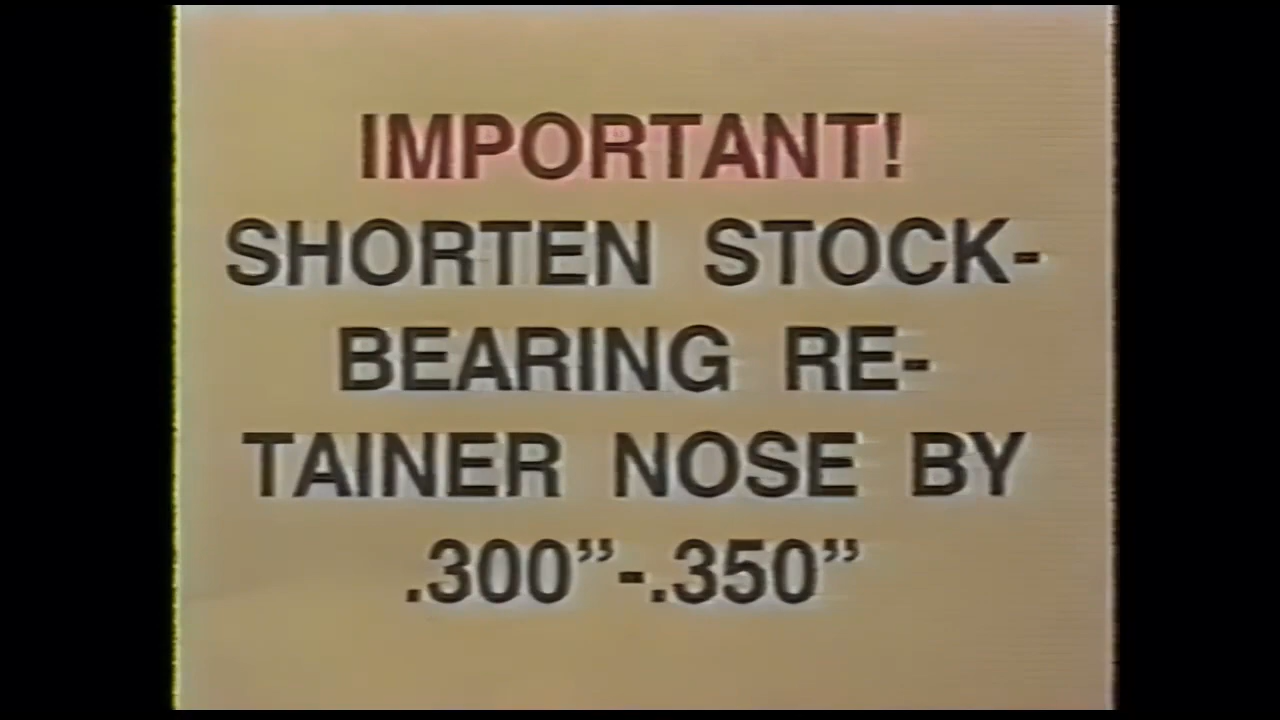 IMPORTANT!
SHORTEN STOCK-
BEARING RE-
TAINER NOSE BY
.300”-.350”